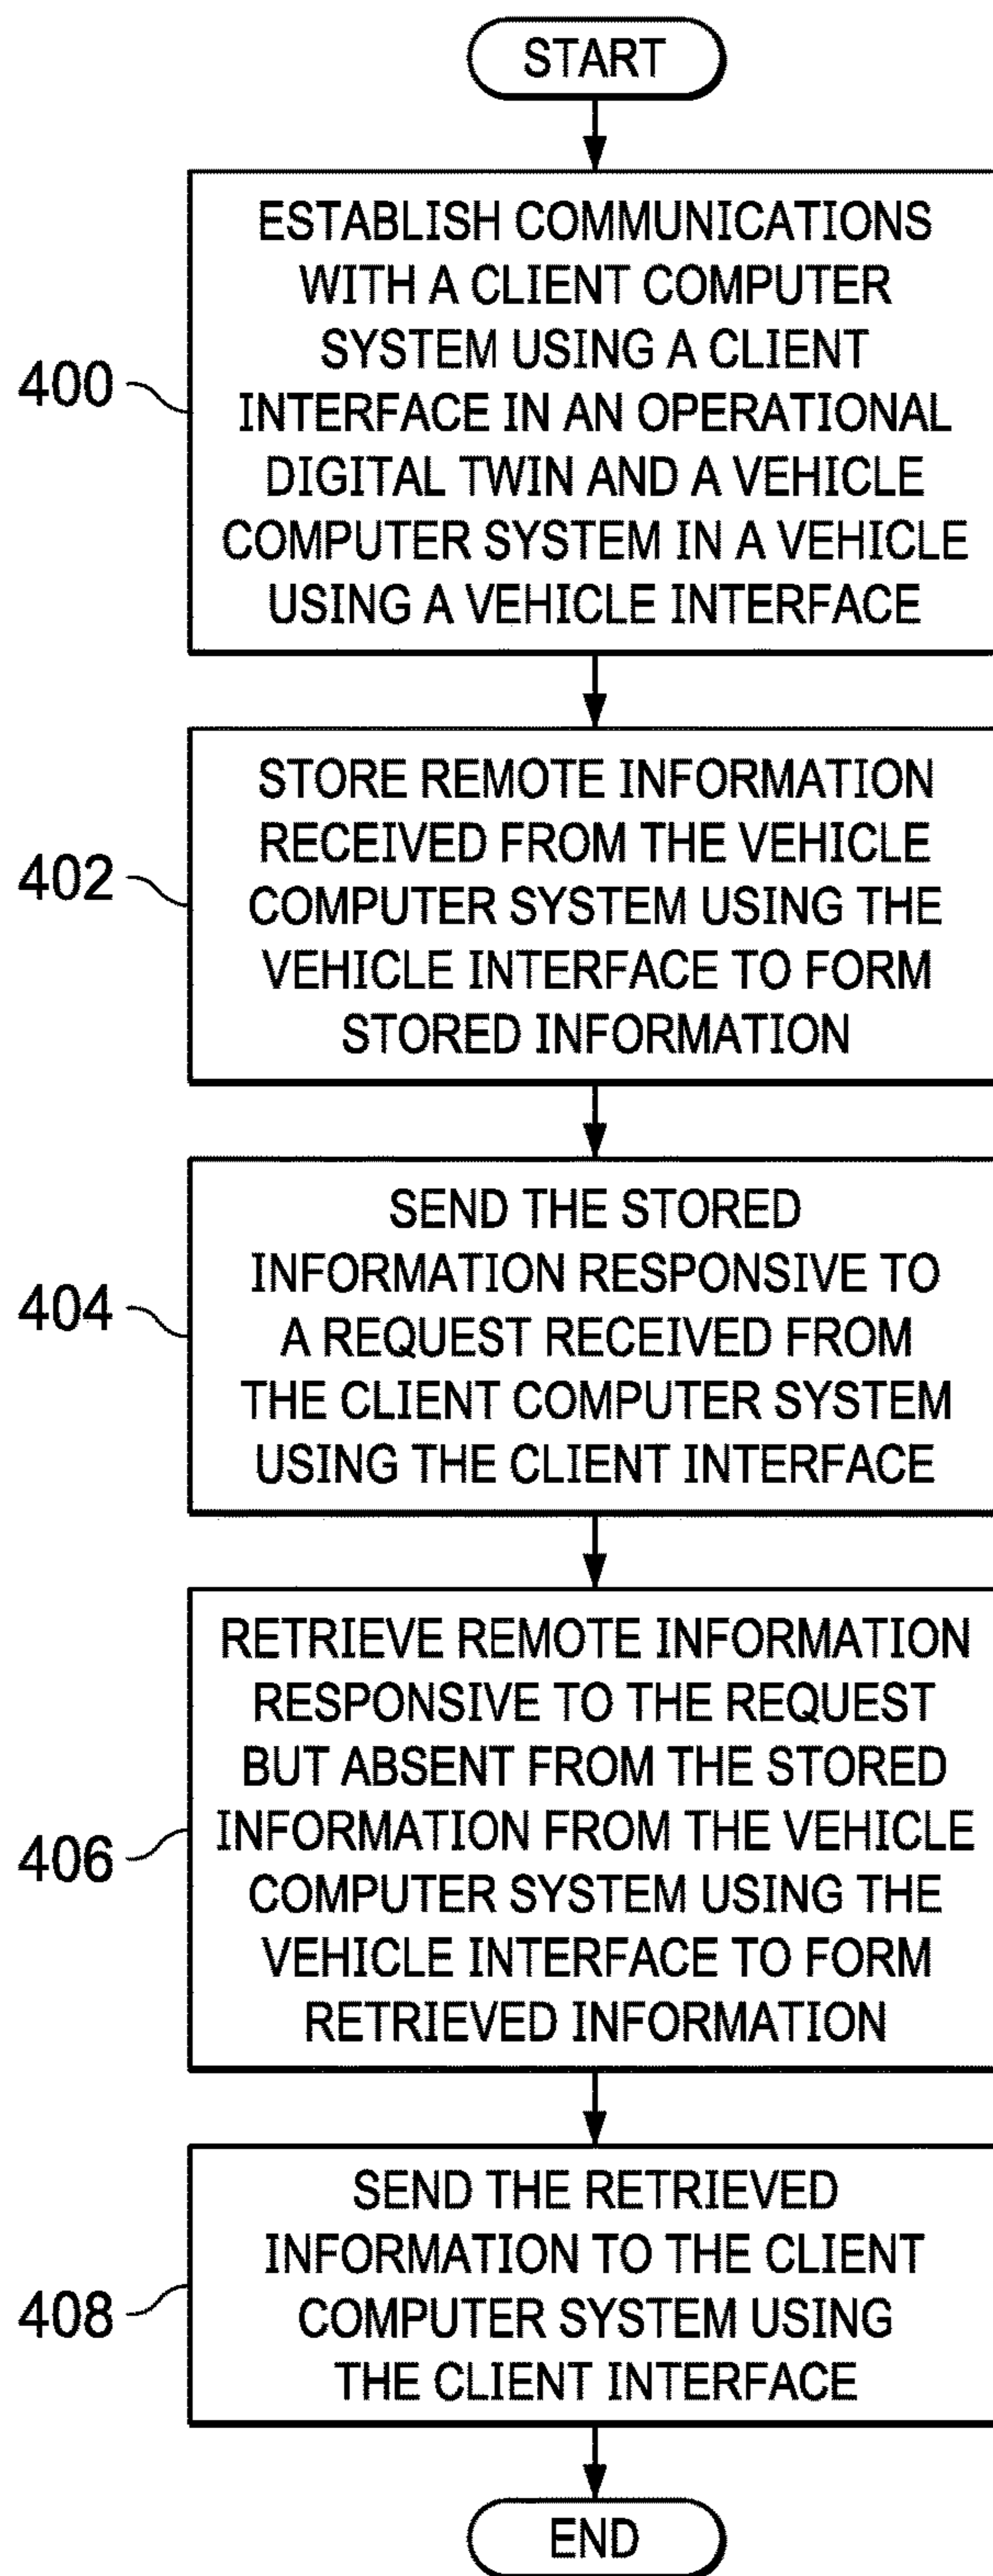 START
400
ESTABLISH COMMUNICATIONS
WITH A CLIENT COMPUTER
SYSTEM USING A CLIENT
INTERFACE IN AN OPERATIONAL
DIGITAL TWIN AND A VEHICLE
COMPUTER SYSTEM IN A VEHICLE
USING A VEHICLE INTERFACE
402
STORE REMOTE INFORMATION
RECEIVED FROM THE VEHICLE
COMPUTER SYSTEM USING THE
VEHICLE INTERFACE TO FORM
STORED INFORMATION
404
SEND THE STORED
INFORMATION RESPONSIVE TO
A REQUEST RECEIVED FROM
THE CLIENT COMPUTER SYSTEM
USING THE CLIENT INTERFACE
406
RETRIEVE REMOTE INFORMATION
RESPONSIVE TO THE REQUEST
BUT ABSENT FROM THE STORED
INFORMATION FROM THE VEHICLE
COMPUTER SYSTEM USING THE
VEHICLE INTERFACE TO FORM
RETRIEVED INFORMATION
408
SEND THE RETRIEVED
INFORMATION TO THE CLIENT
COMPUTER SYSTEM USING
THE CLIENT INTERFACE
END